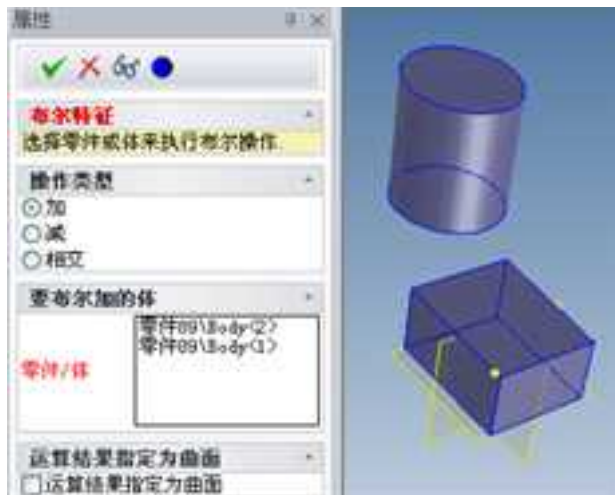 属性
布尔特征
选择零件或体来执行布尔操作.
操作类型
加
减
相交
要布尔加的体
零件/体
零件89\Body<2>
零件89\Body<1>
运算结果指定为曲面
运算结果指定为曲面